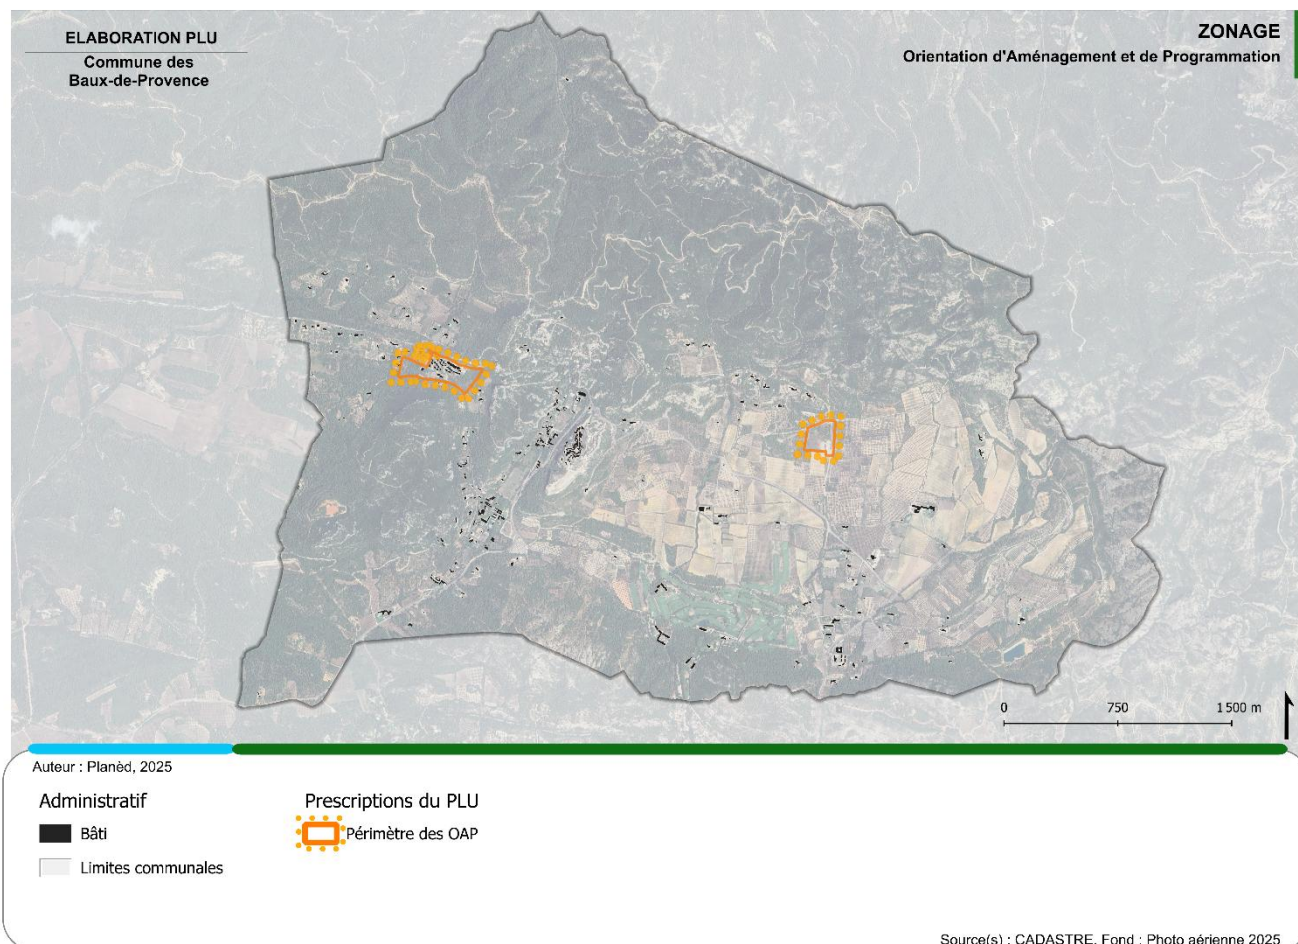 ELABORATION PLU
Commune des
Baux-de-Provence
ZONAGE
Orientation d'Aménagement et de Programmation
0 750 1 500 m
Auteur : Planèd, 2025
Administratif
Bâti
Limites communales
Prescriptions du PLU
Périmètre des OAP
Source(s) : CADASTRE, Fond : Photo aérienne 2025